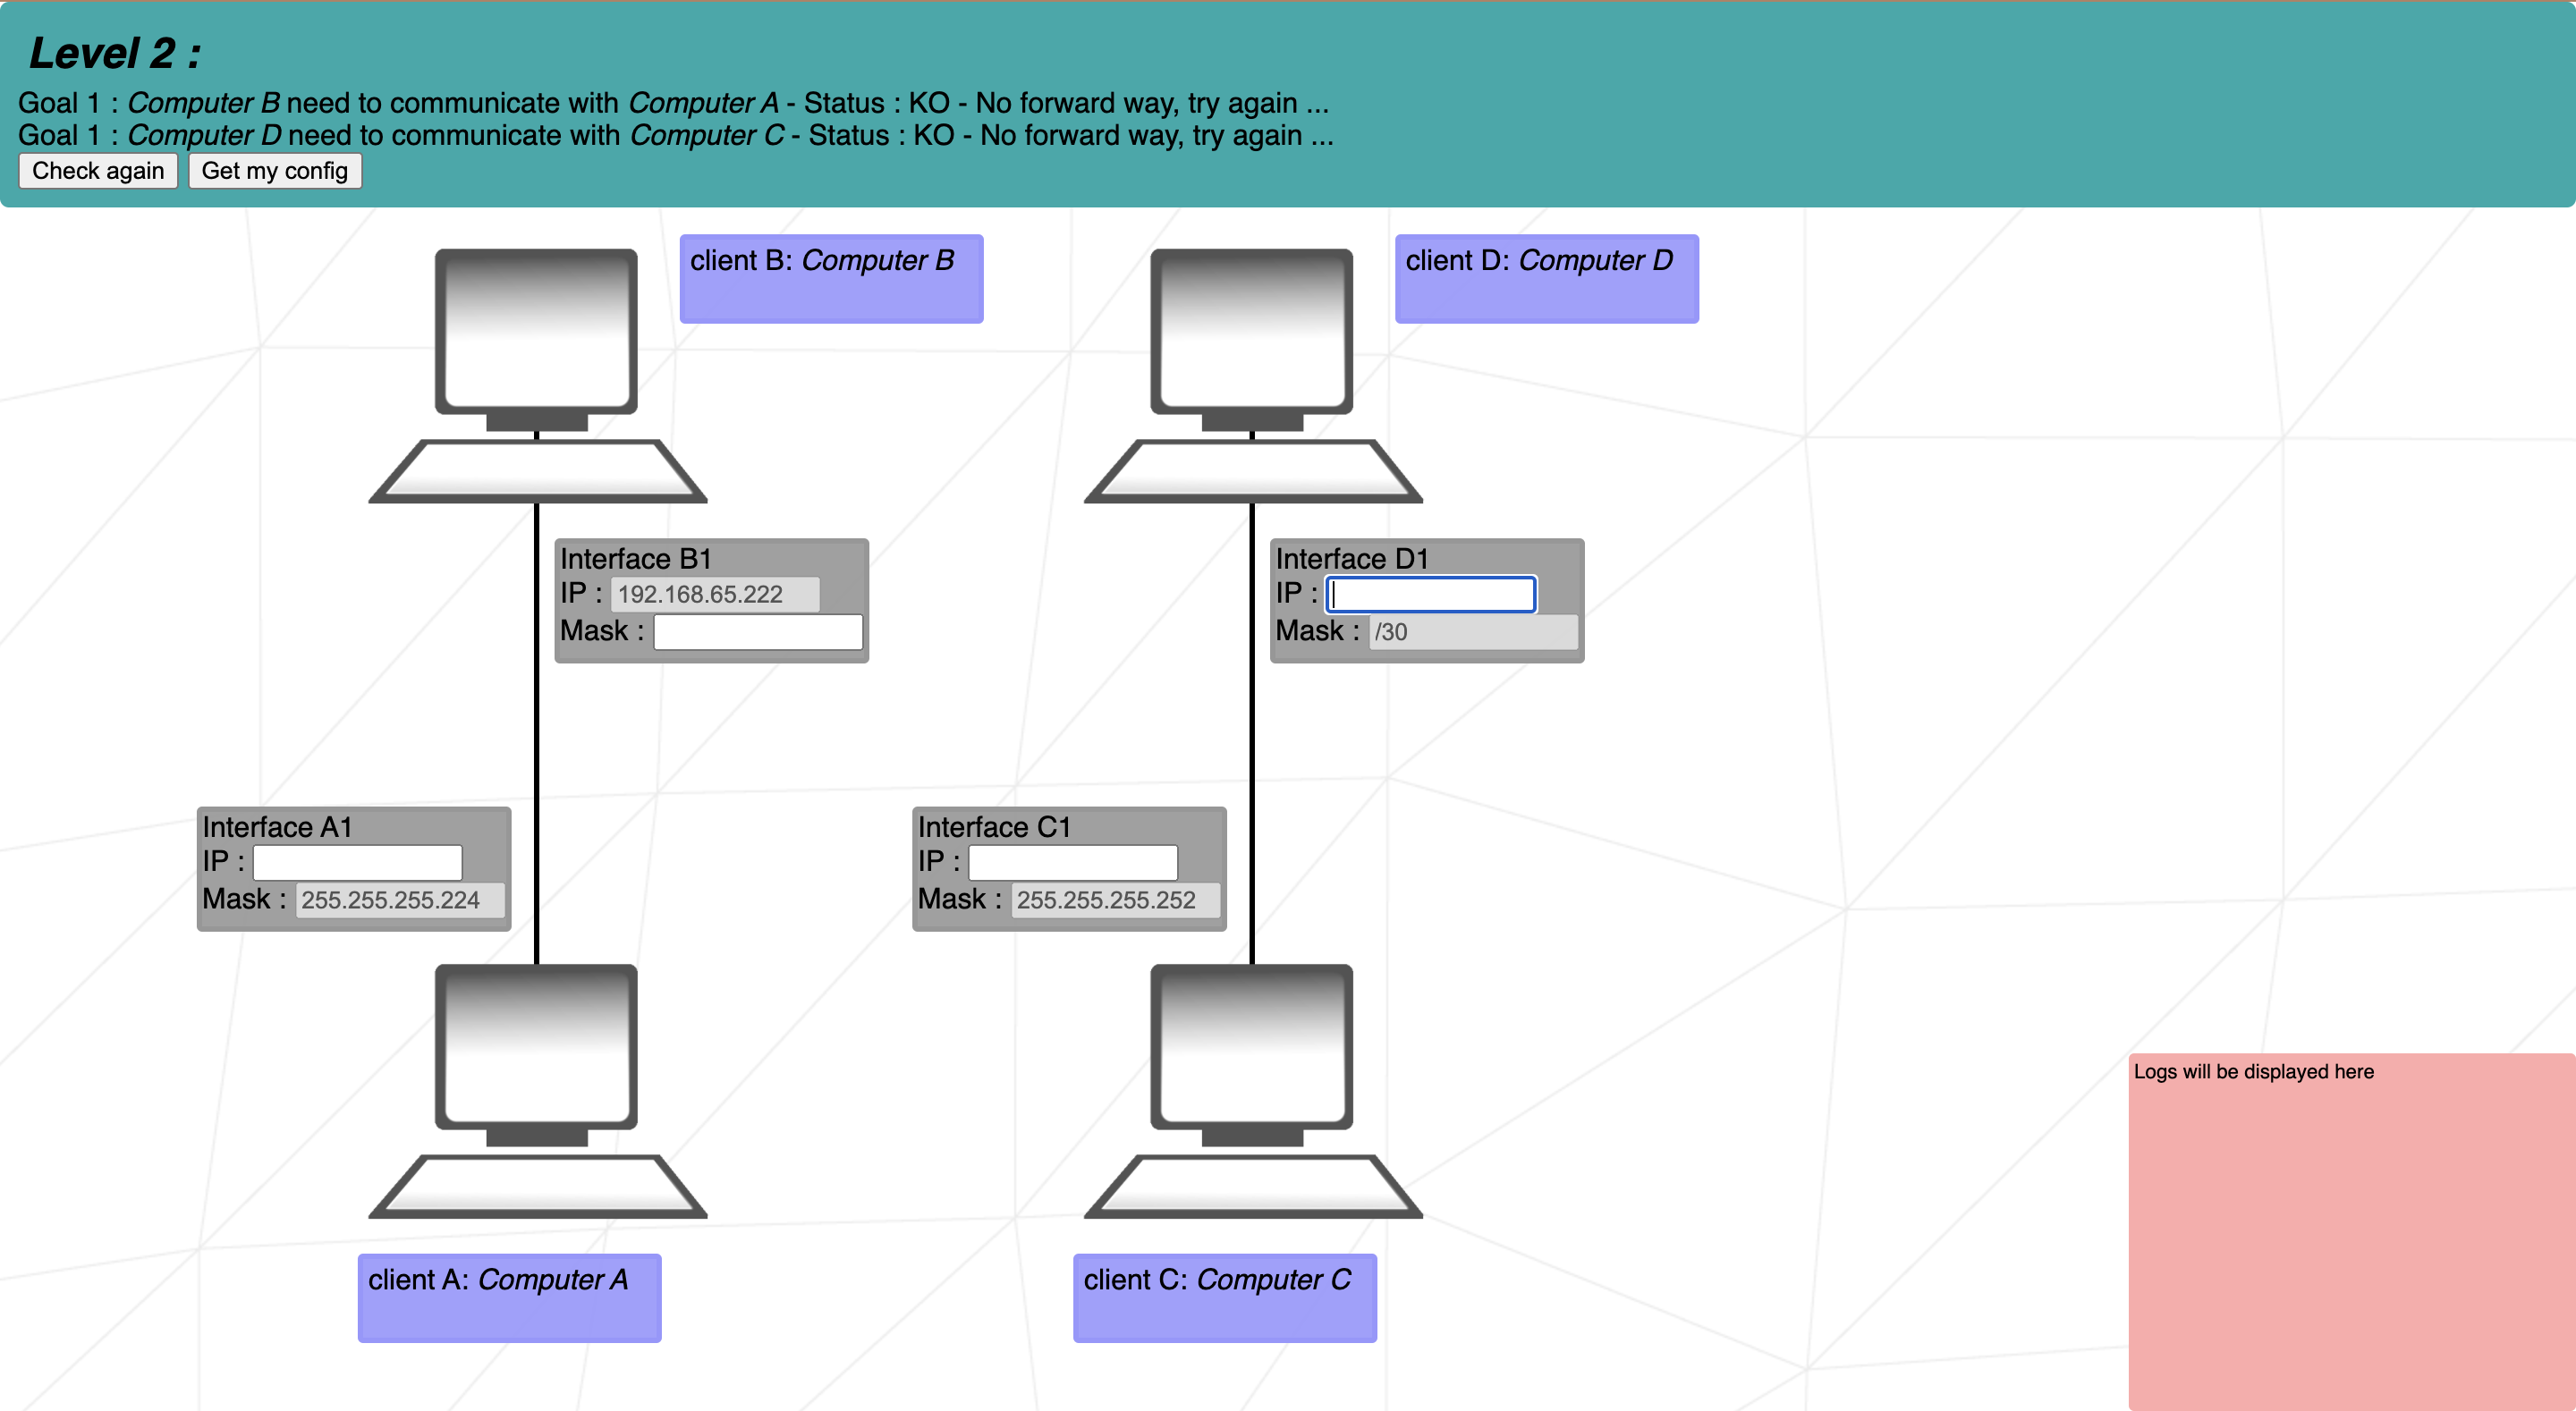 Level 2 :
Goal 1 : Computer B need to communicate with Computer A - Status : KO - No forward way, try again ...
Goal 1 : Computer D need to communicate with Computer C - Status : KO - No forward way, try again ...
Check again Get my config
client B: Computer B
client D: Computer D
Interface B1
IP : 192.168.65.222
Mask :
Interface D1
IP :
Mask : /30
Interface A1
IP :
Mask : 255.255.255.224
Interface C1
IP :
Mask : 255.255.255.252
Logs will be displayed here
client A: Computer A
client C: Computer C